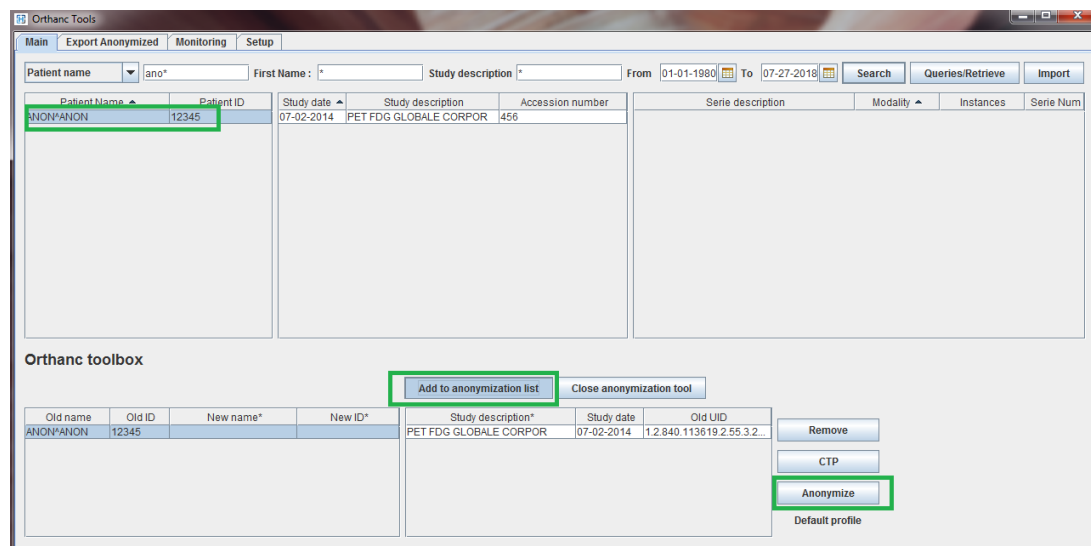 Orthanc Tools
Main Export Anonymized Monitoring Setup
Patient name ano* First Name : * Study description * From 01-01-1980 To 07-27-2018 Search Queries/Retrieve Import
Patient Name Patient ID Study date Study description Accession number Serie description Modality Instances Serie Num
ANON^ANON 12345 07-02-2014 PET FDG GLOBALE CORPOR 456
Orthanc toolbox
Add to anonymization list Close anonymization tool
Old name Old ID New name* New ID* Study description* Study date Old UID
ANON^ANON 12345 PET FDG GLOBALE CORPOR 07-02-2014 1.2.840.113619.2.55.3.2...
Remove
CTP
Anonymize
Default profile